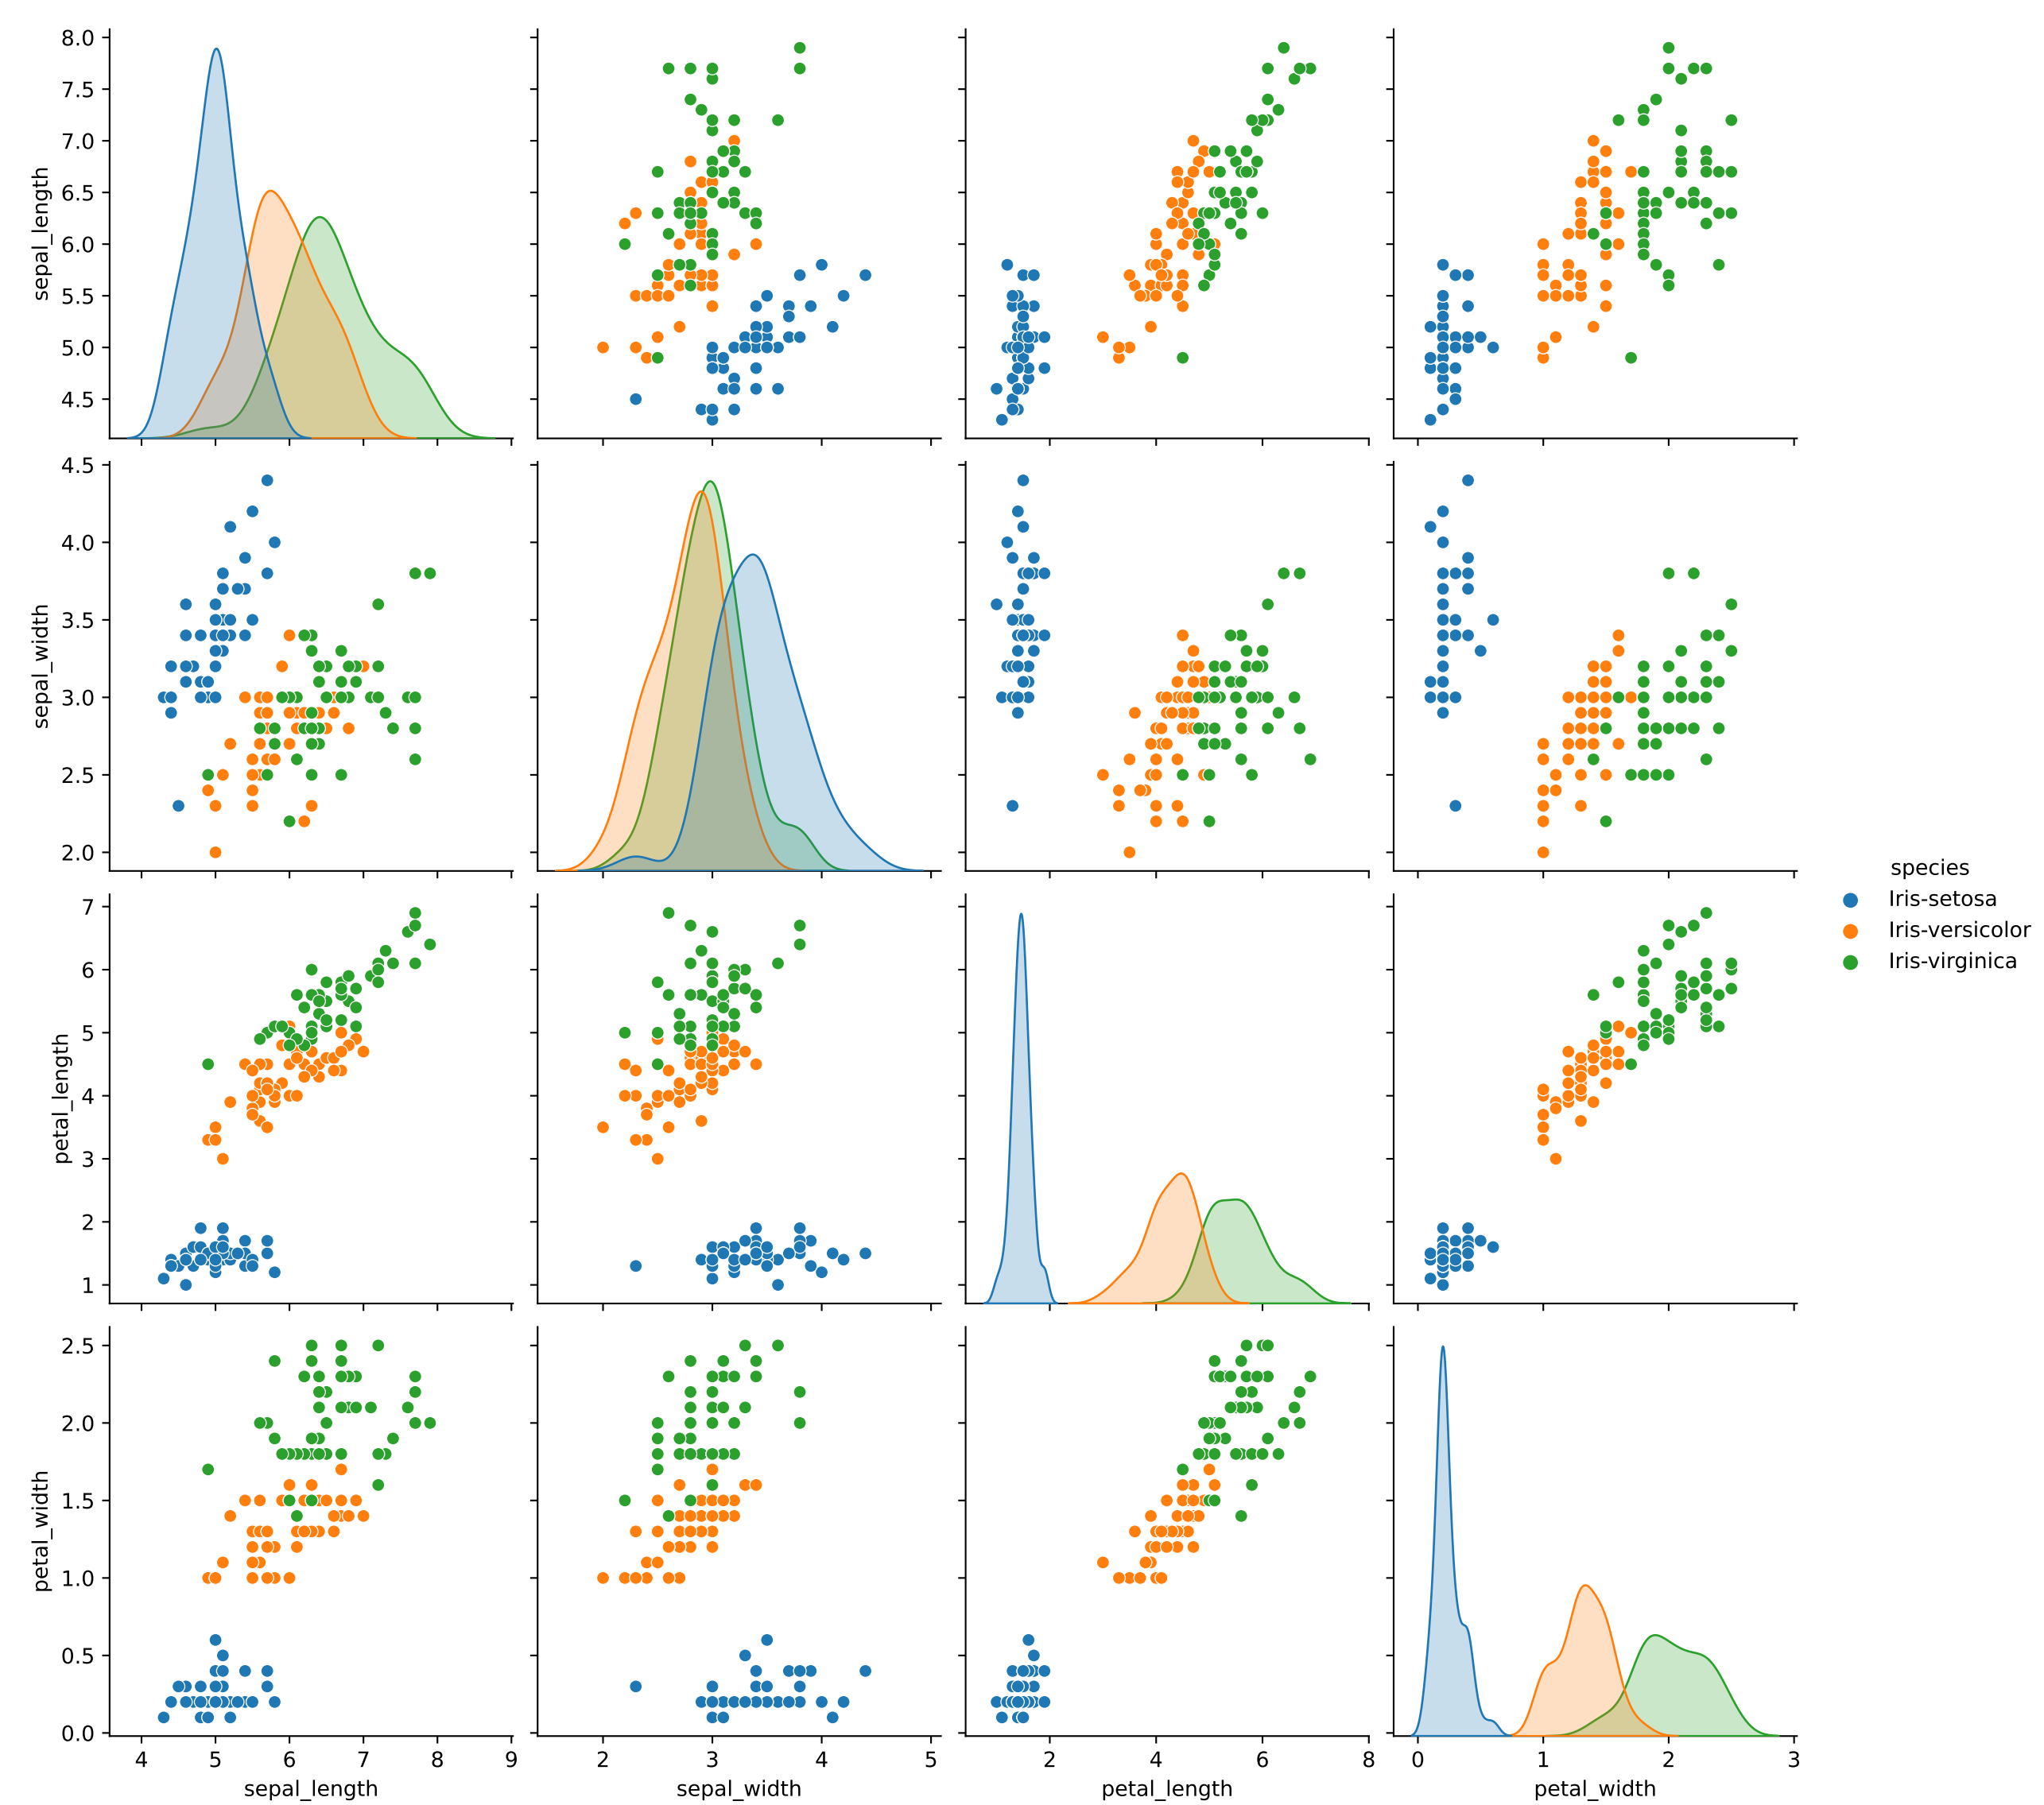 8.0
7.5
7.0
6.5
6.0
5.5
5.0
4.5
sepal_length
4.5
4.0
3.5
3.0
2.5
2.0
sepal_width
species
Iris-setosa
Iris-versicolor
Iris-virginica
7
6
5
4
3
2
1
petal_length
2.5
2.0
1.5
1.0
0.5
0.0
petal_width
4 5 6 7 8 9
sepal_length
2 3 4 5
sepal_width
2 4 6 8
petal_length
0 1 2 3
petal_width